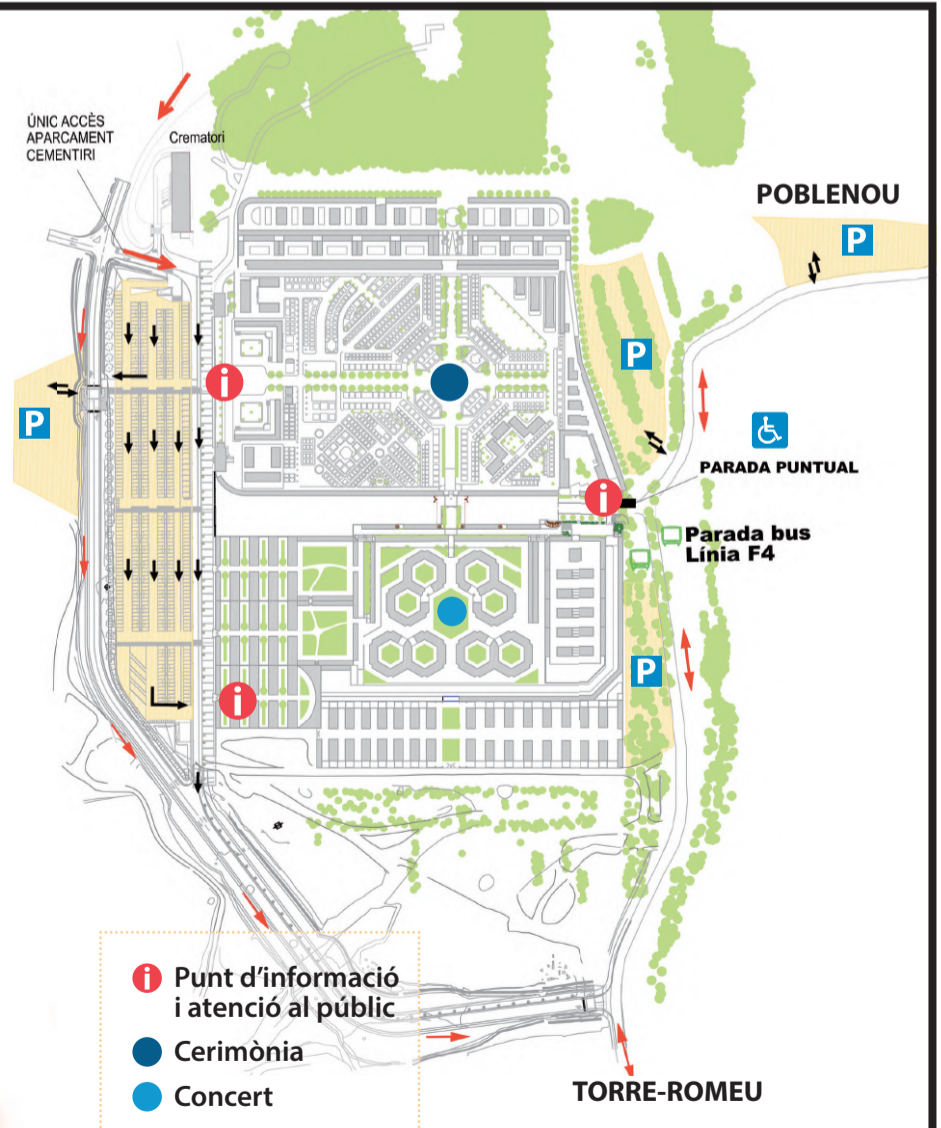 ÚNIC ACCÈS
APARCAMENT
CEMENTIRI
Crematori
POBLENOU
P
P
i
P
PARADA PUNTUAL
i
Parada bus
Línia F4
P
i
i Punt d'informació
i atenció al públic
Cerimònia
Concert
TORRE-ROMEU